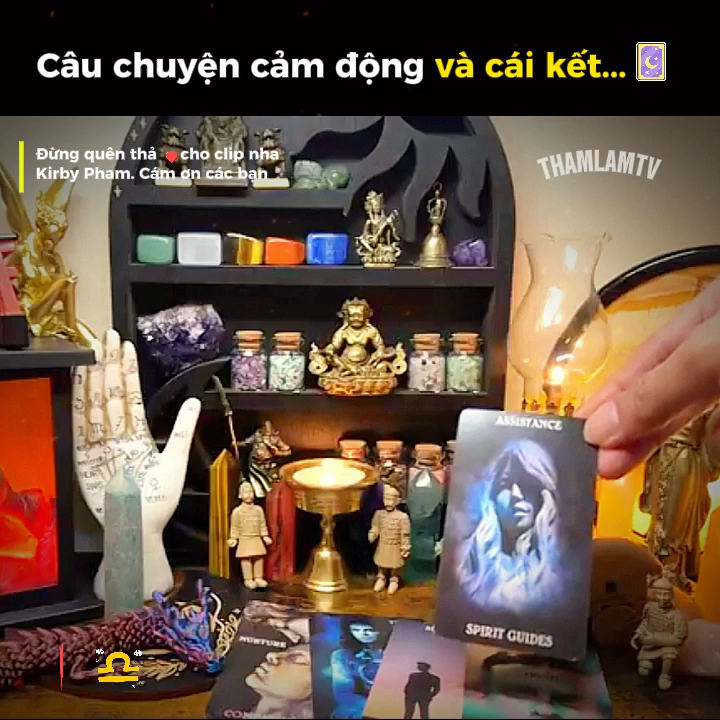 Câu chuyện cảm động và cái kết...
Đừng quên thả cho clip nha
Kirby Pham. Cám ơn các bạn
THAMLAMTV
ASSISTANCE
SPIRIT GUIDES
NURTURE